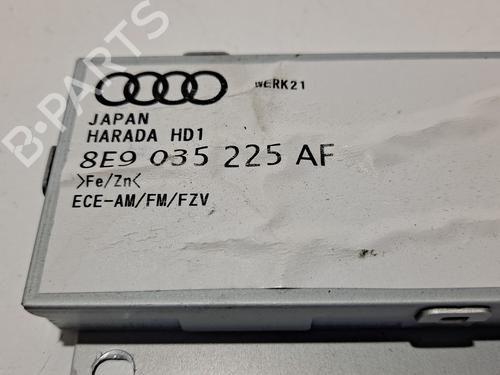 B-PARTS
WERK21
JAPAN
HARADA HD1
8E9 035 225 AF
>Fe/Zn<
ECE-AM/FM/FZV